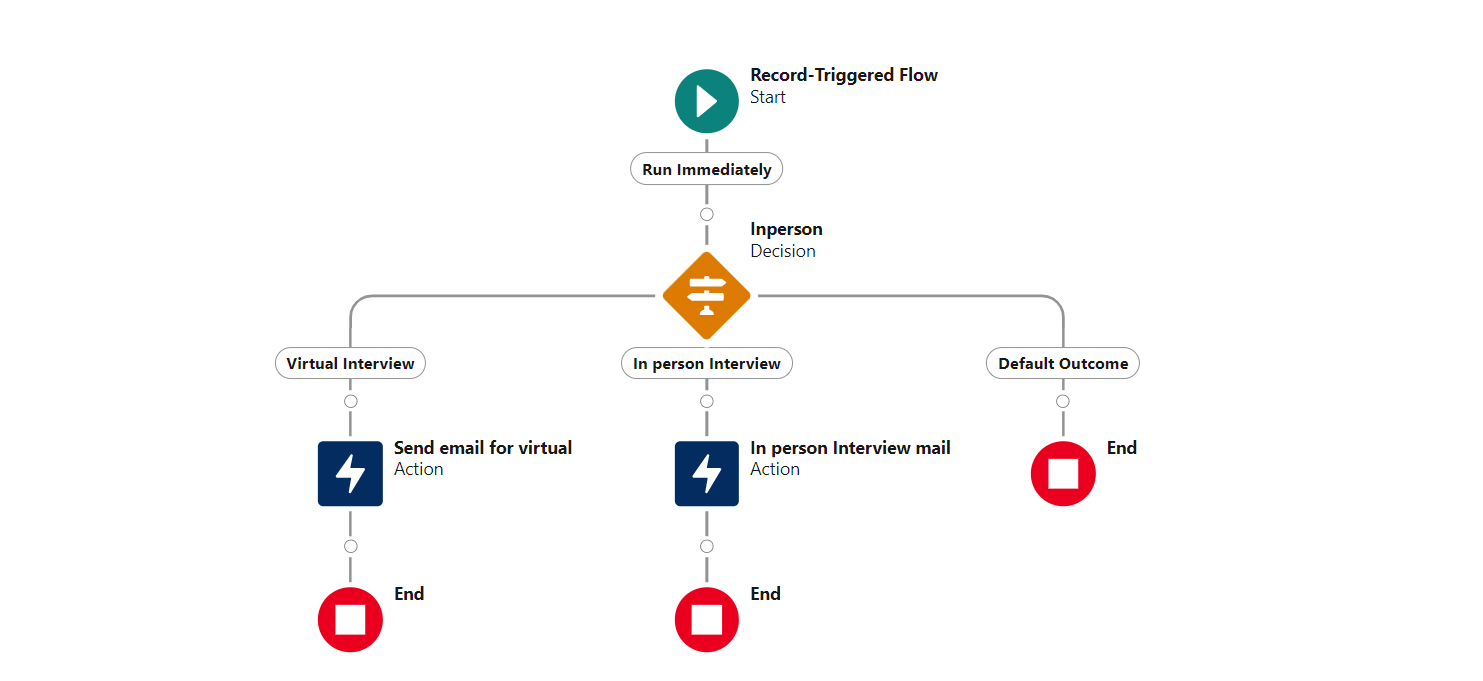 Record-Triggered Flow
Start
Run Immediately
Inperson
Decision
Virtual Interview
In person Interview
Default Outcome
Send email for virtual
Action
In person Interview mail
Action
End
End
End